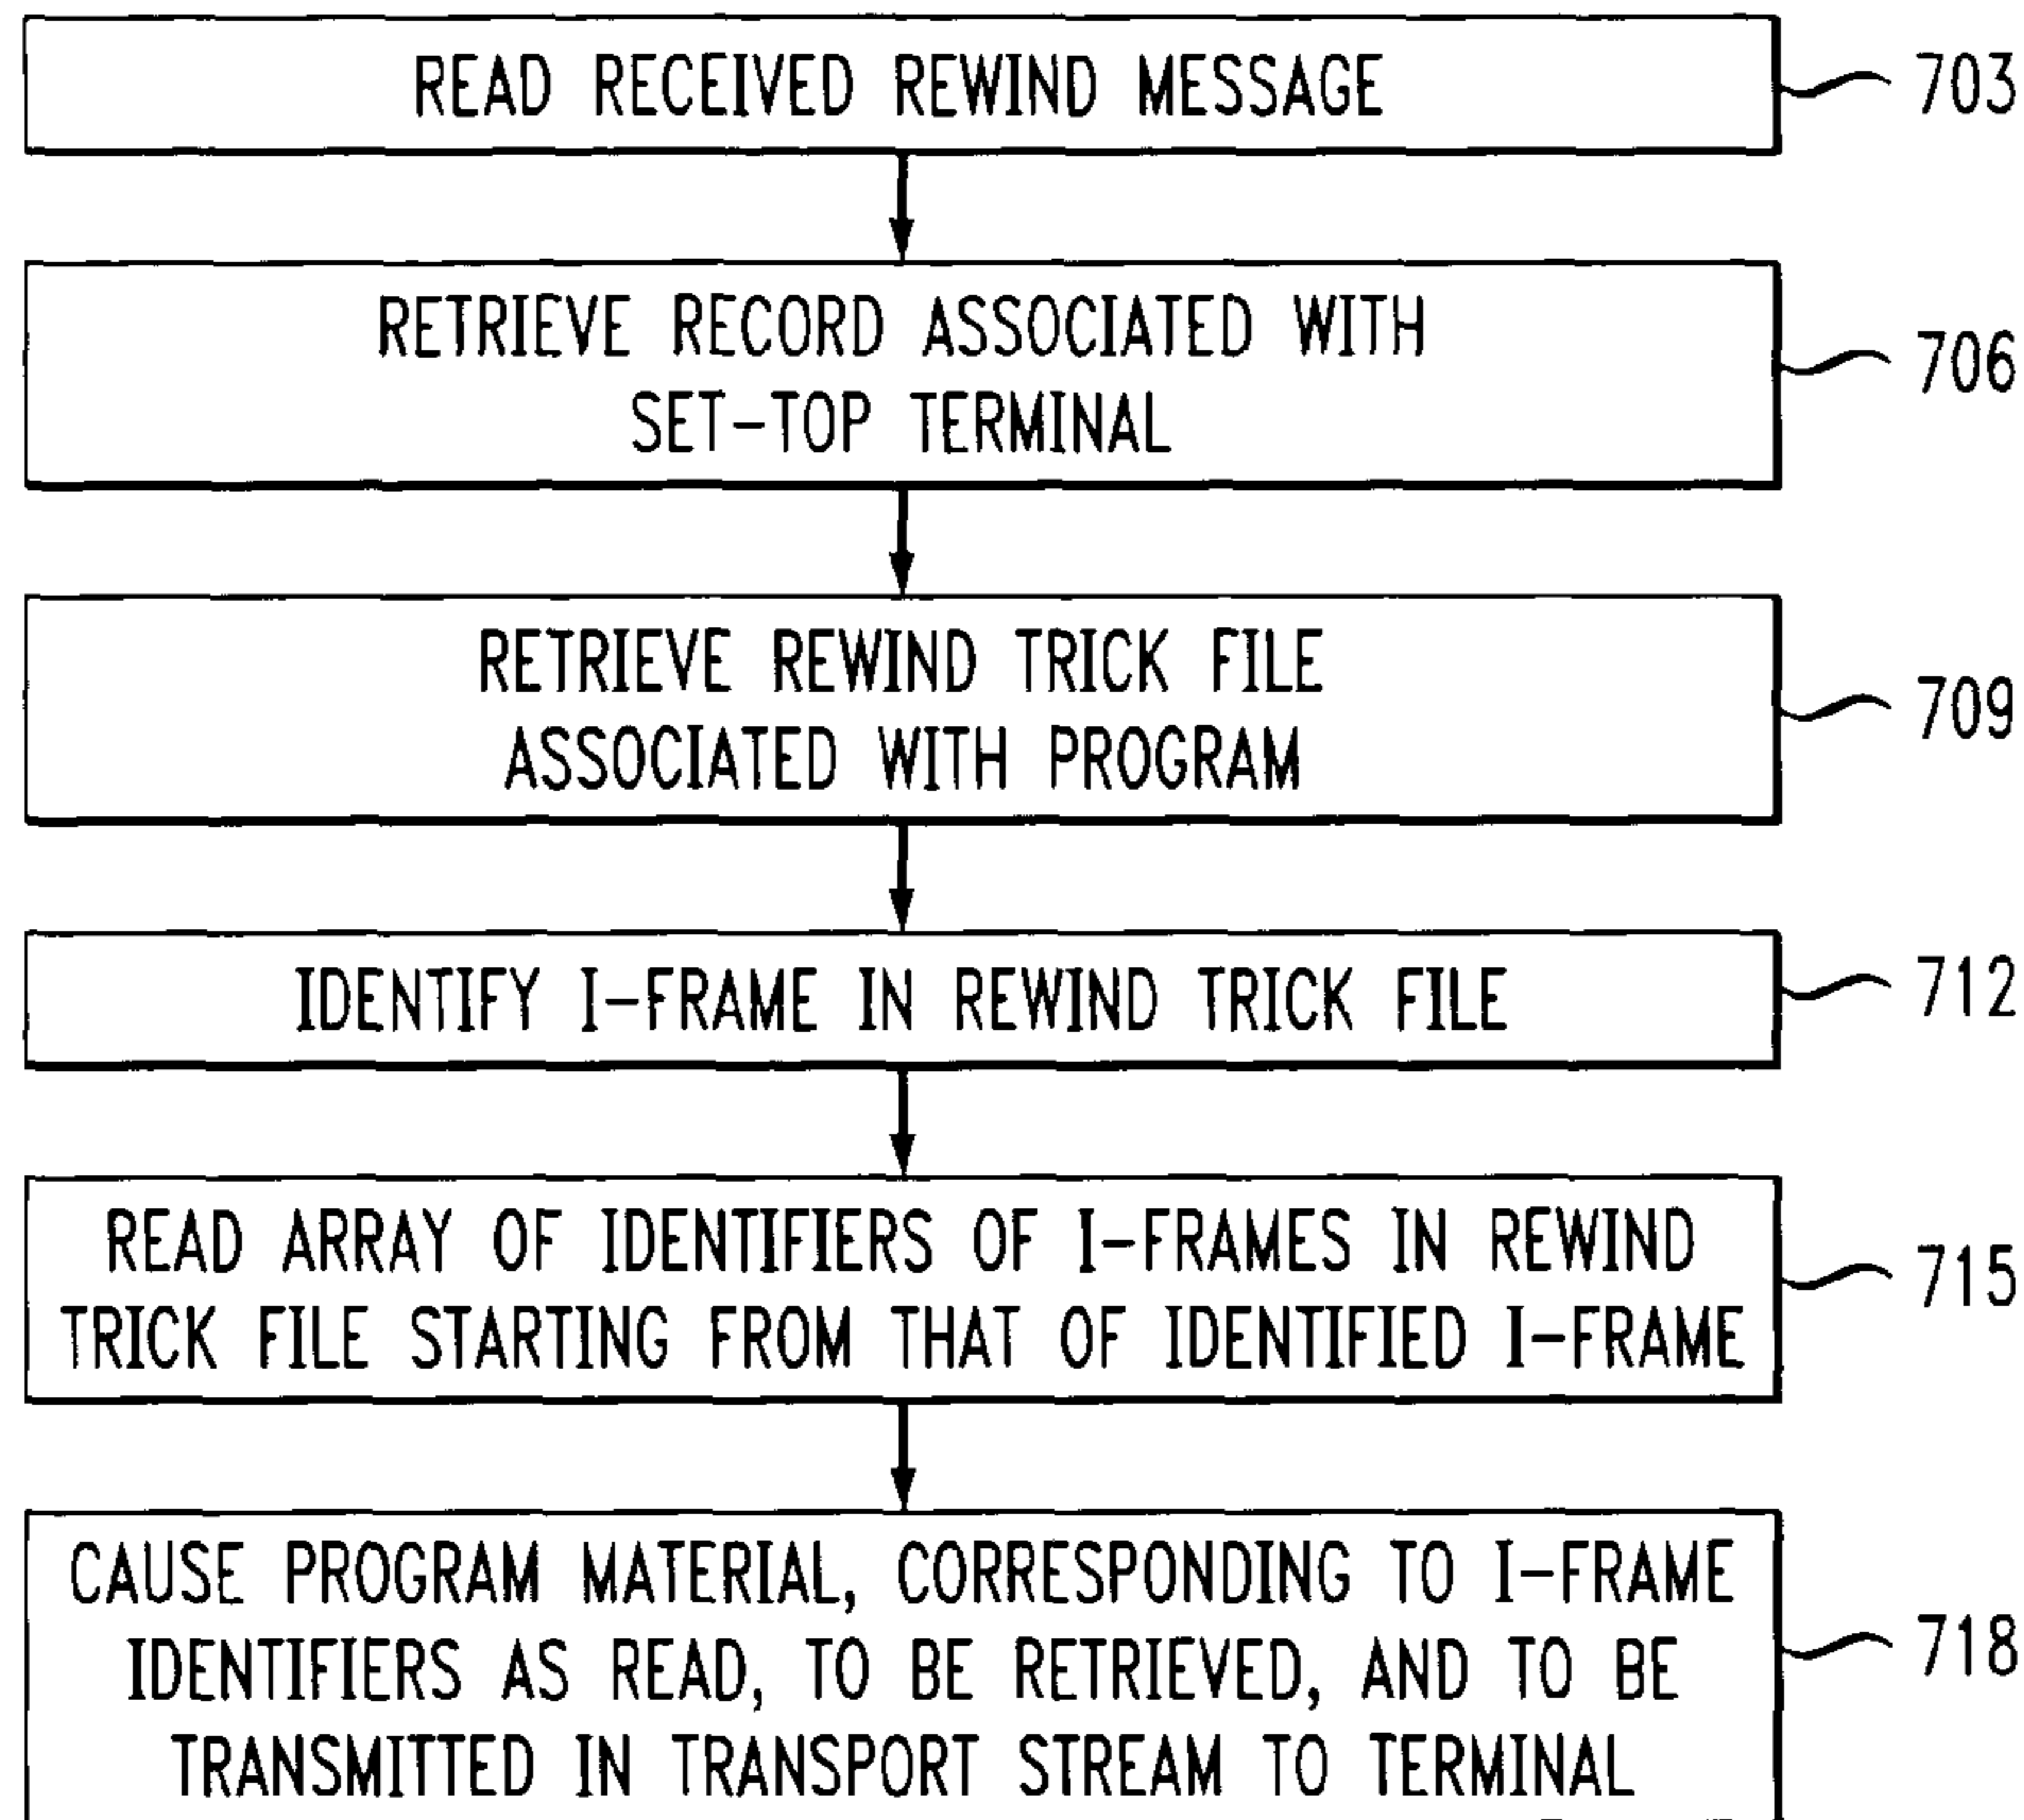 READ RECEIVED REWIND MESSAGE
703
RETRIEVE RECORD ASSOCIATED WITH
SET-TOP TERMINAL
706
RETRIEVE REWIND TRICK FILE
ASSOCIATED WITH PROGRAM
709
IDENTIFY I-FRAME IN REWIND TRICK FILE
712
READ ARRAY OF IDENTIFIERS OF I-FRAMES IN REWIND
TRICK FILE STARTING FROM THAT OF IDENTIFIED I-FRAME
715
CAUSE PROGRAM MATERIAL, CORRESPONDING TO I-FRAME
IDENTIFIERS AS READ, TO BE RETRIEVED, AND TO BE
TRANSMITTED IN TRANSPORT STREAM TO TERMINAL
718